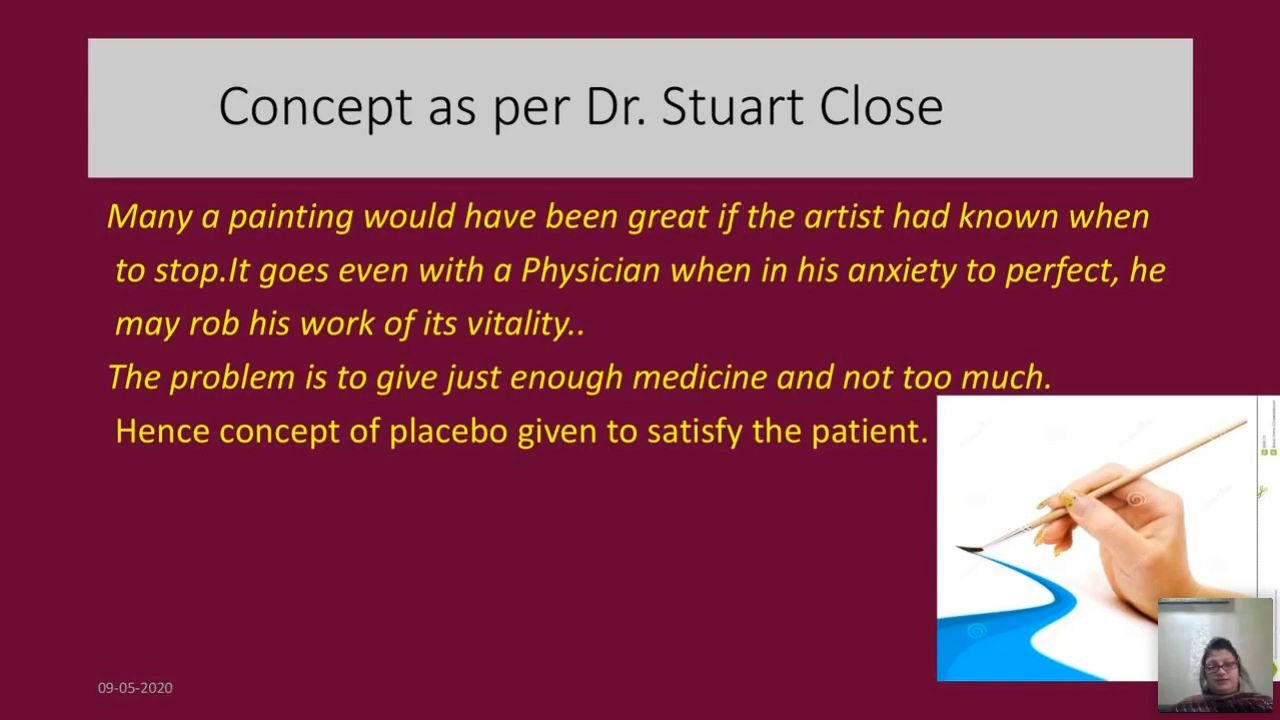 Concept as per Dr. Stuart Close
Many a painting would have been great if the artist had known when
to stop.It goes even with a Physician when in his anxiety to perfect, he
may rob his work of its vitality..
The problem is to give just enough medicine and not too much.
Hence concept of placebo given to satisfy the patient.
09-05-2020